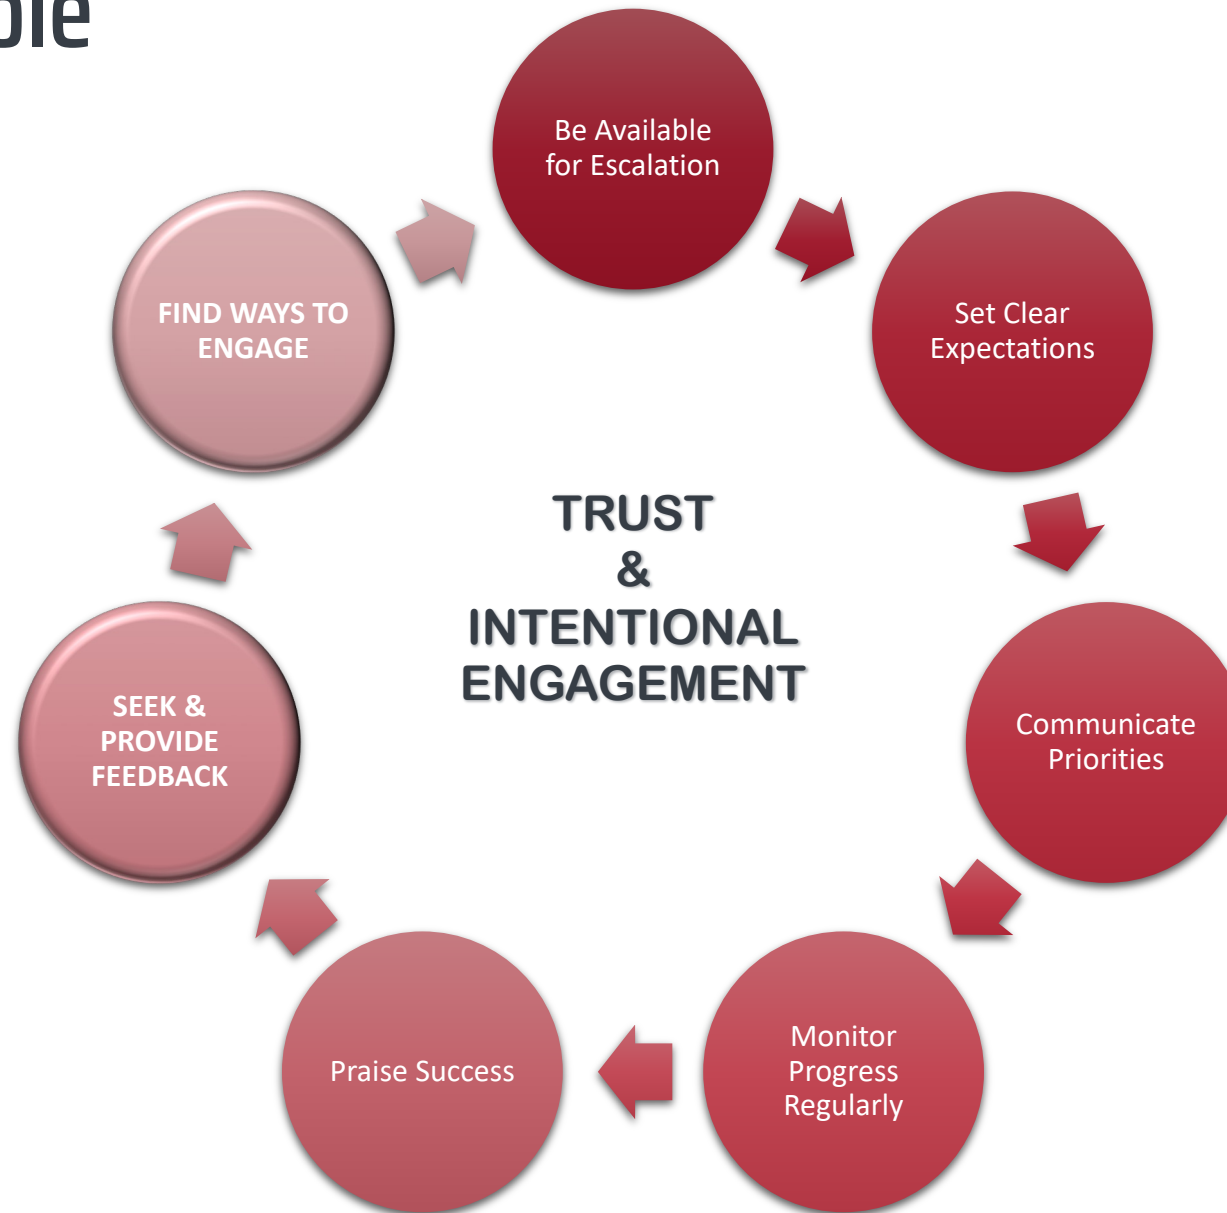 Be Available
for Escalation
Set Clear
Expectations
Communicate
Priorities
Monitor
Progress
Regularly
Praise Success
SEEK &
PROVIDE
FEEDBACK
FIND WAYS TO
ENGAGE
TRUST
&
INTENTIONAL
ENGAGEMENT